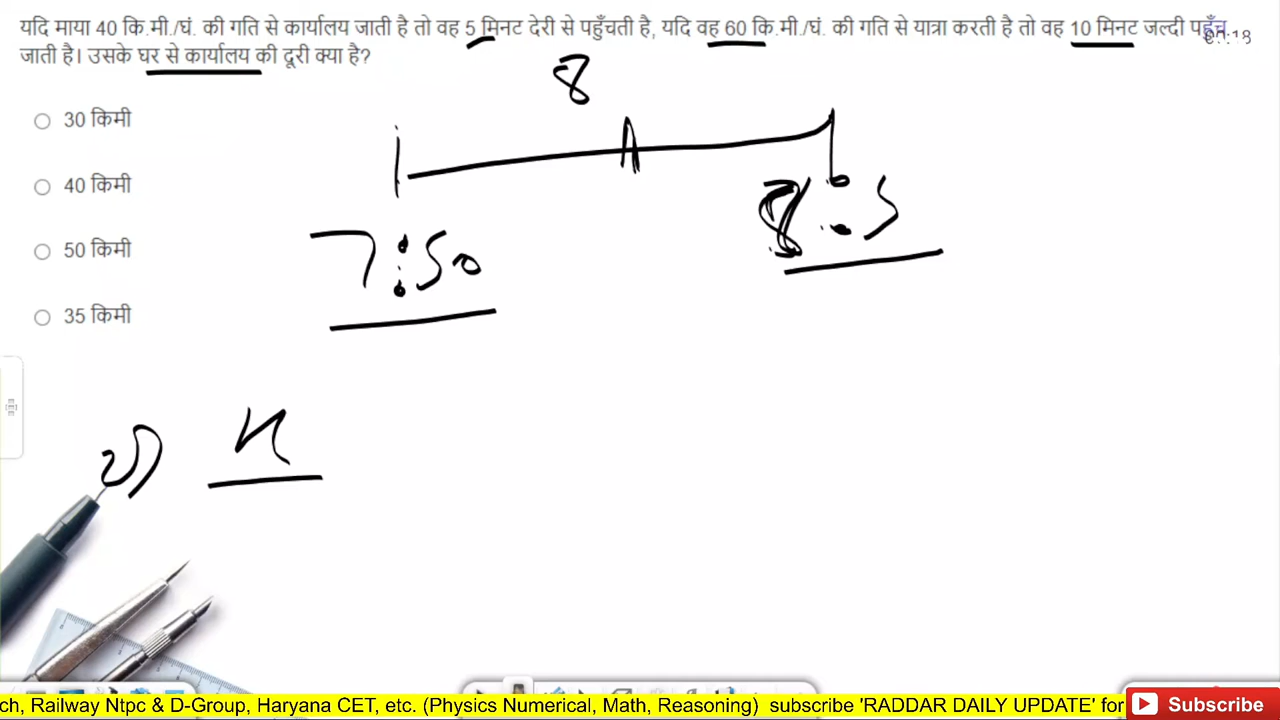 यदि माया 40 कि.मी./घं. की गति से कार्यालय जाती है तो वह 5 मिनट देरी से पहुँचती है, यदि वह 60 कि.मी./घं. की गति से यात्रा करती है तो वह 10 मिनट जल्दी पहुँच
जाती है। उसके घर से कार्यालय की दूरी क्या है?
8
30 किमी
40 किमी
50 किमी
35 किमी
7:50
8:5
ch, Railway Ntpc & D-Group, Haryana CET, etc. (Physics Numerical, Math, Reasoning) subscribe 'RADDAR DAILY UPDATE' for
Subscribe